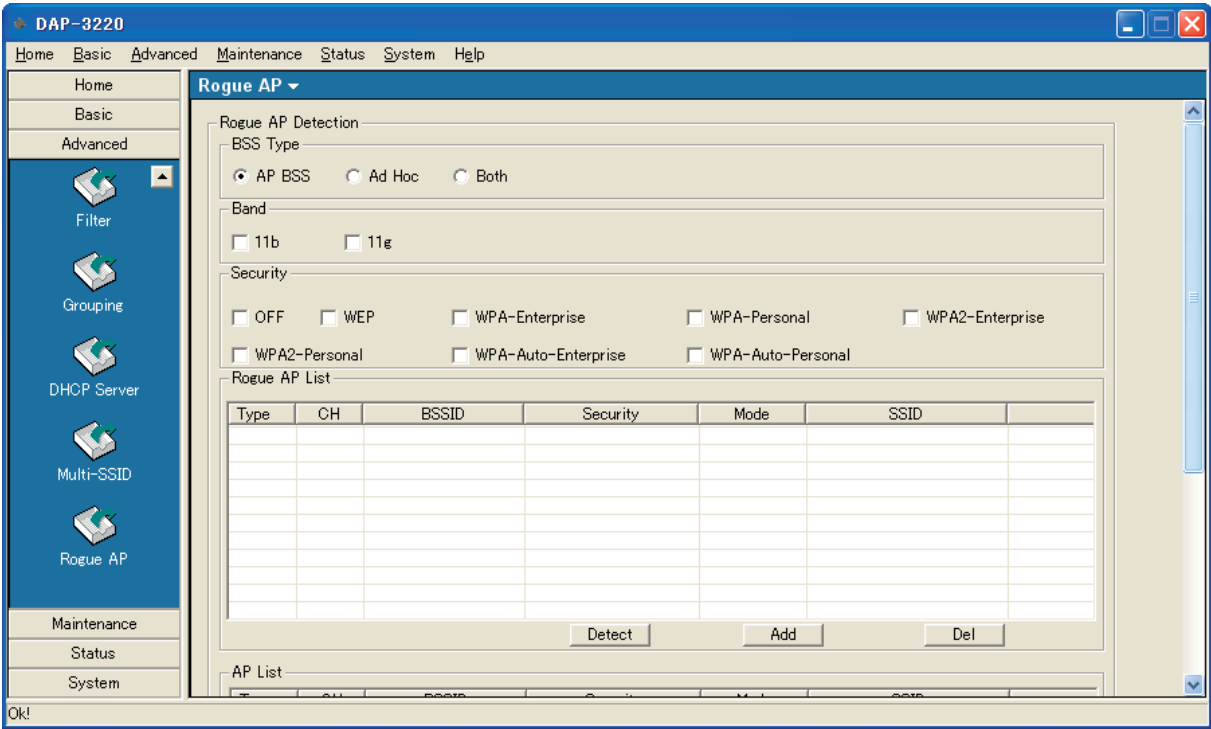 DAP-3220
Home Basic Advanced Maintenance Status System Help
Home
Basic
Advanced
Filter
Grouping
DHCP Server
Multi-SSID
Rogue AP
Maintenance
Status
System
Rogue AP
Rogue AP Detection
BSS Type
AP BSS Ad Hoc Both
Band
11b 11g
Security
OFF WEP WPA-Enterprise WPA-Personal WPA2-Enterprise
WPA2-Personal WPA-Auto-Enterprise WPA-Auto-Personal
Rogue AP List
Type CH BSSID Security Mode SSID
Detect Add Del
AP List
Ok!